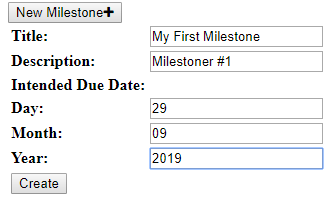 New Milestone✚
Title: My First Milestone
Description: Milestoner #1
Intended Due Date:
Day: 29
Month: 09
Year: 2019
Create